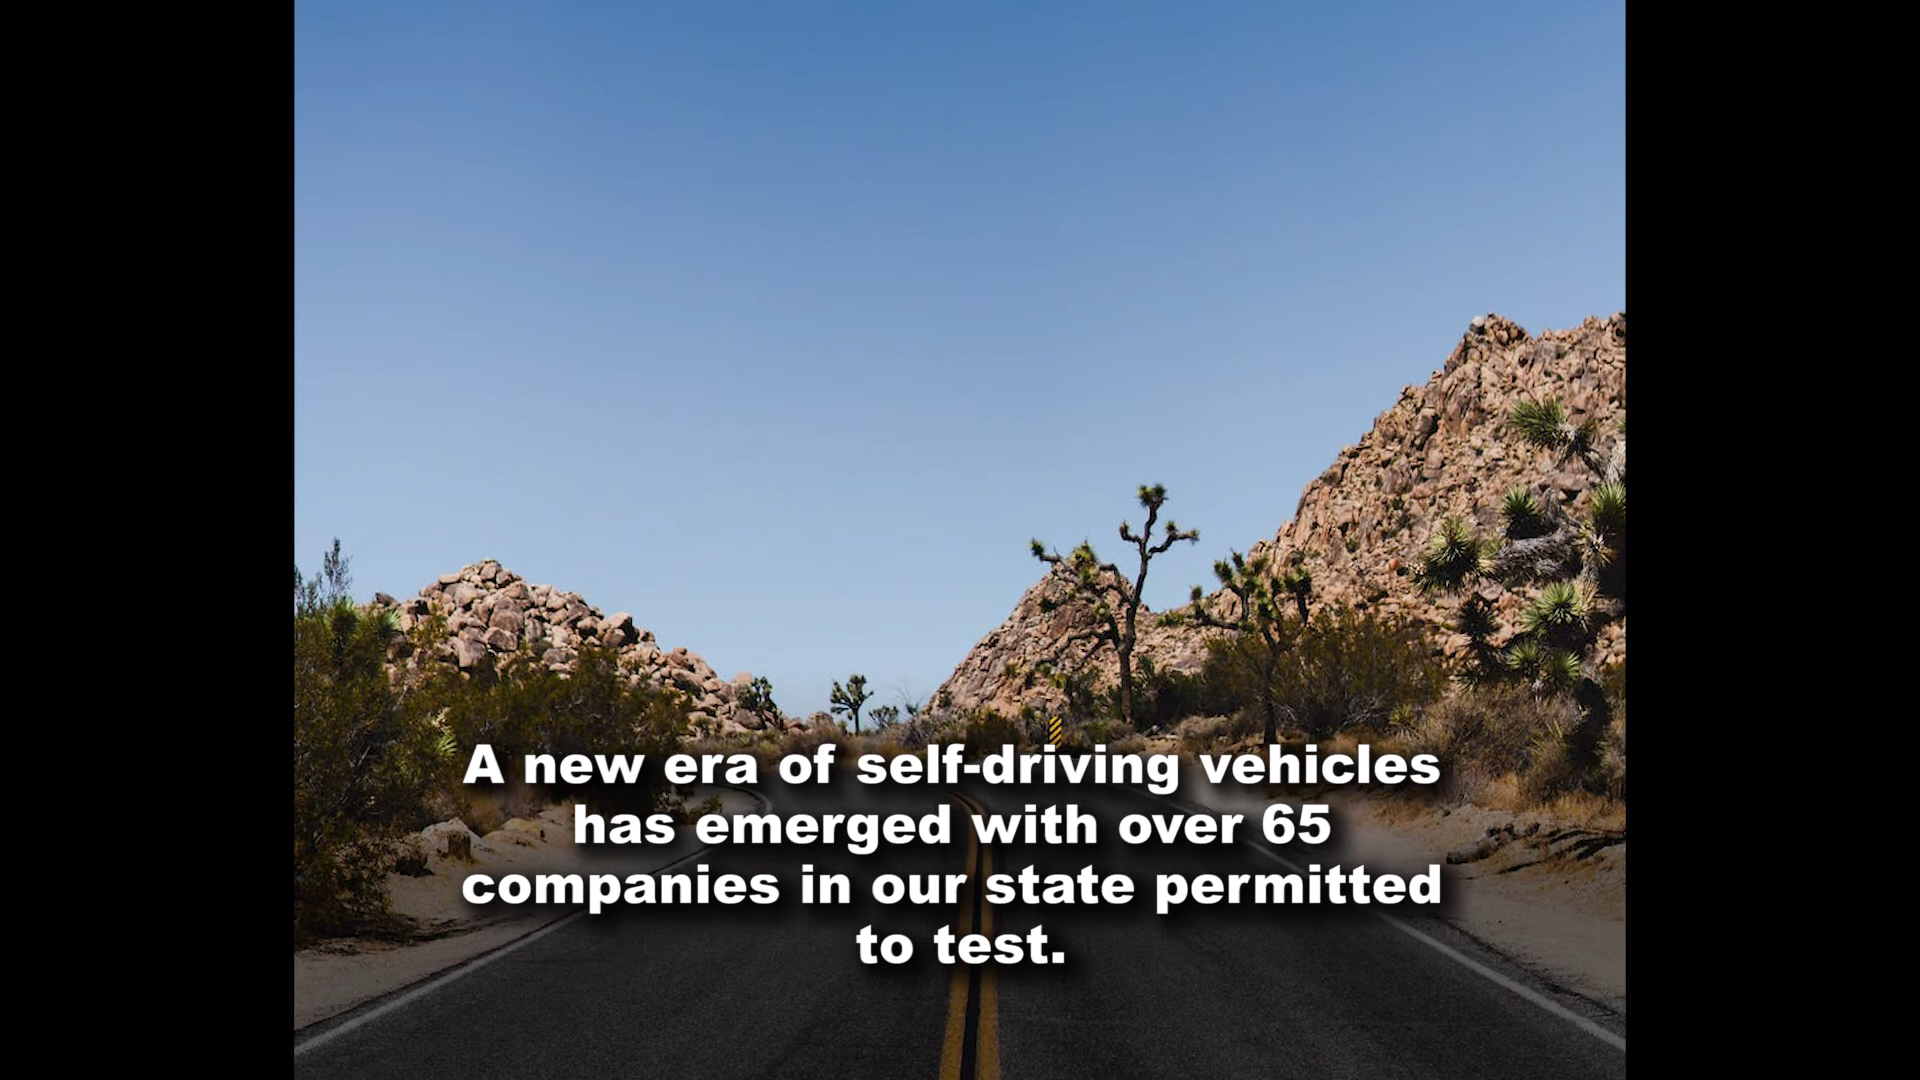 A new era of self-driving vehicles
has emerged with over 65
companies in our state permitted
to test.